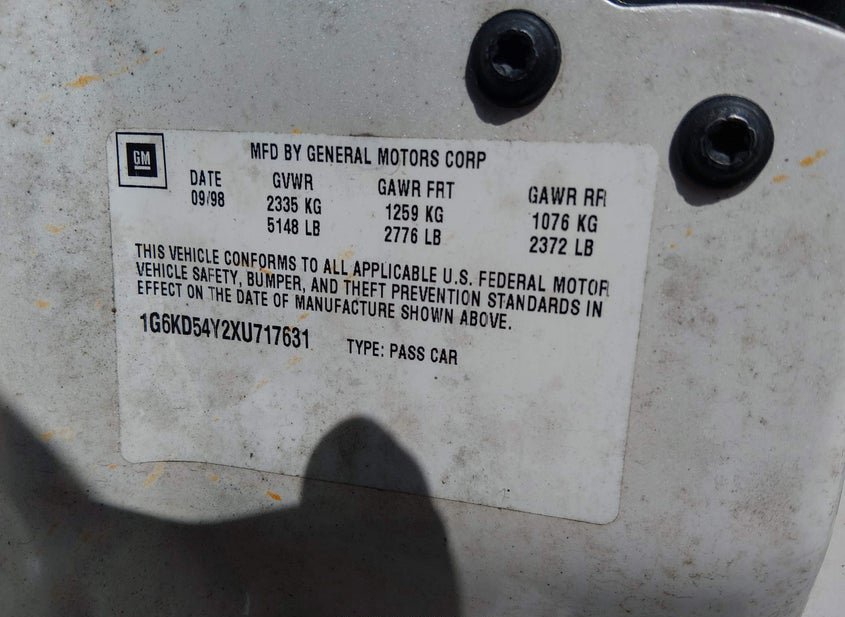 GM
MFD BY GENERAL MOTORS CORP
DATE GVWR GAWR FRT GAWR RR
09/98 2335 KG 1259 KG 1076 KG
5148 LB 2776 LB 2372 LB
THIS VEHICLE CONFORMS TO ALL APPLICABLE U.S. FEDERAL MOTOR
VEHICLE SAFETY, BUMPER, AND THEFT PREVENTION STANDARDS IN
EFFECT ON THE DATE OF MANUFACTURE SHOWN ABOVE.
1G6KD54Y2XU717631 TYPE: PASS CAR